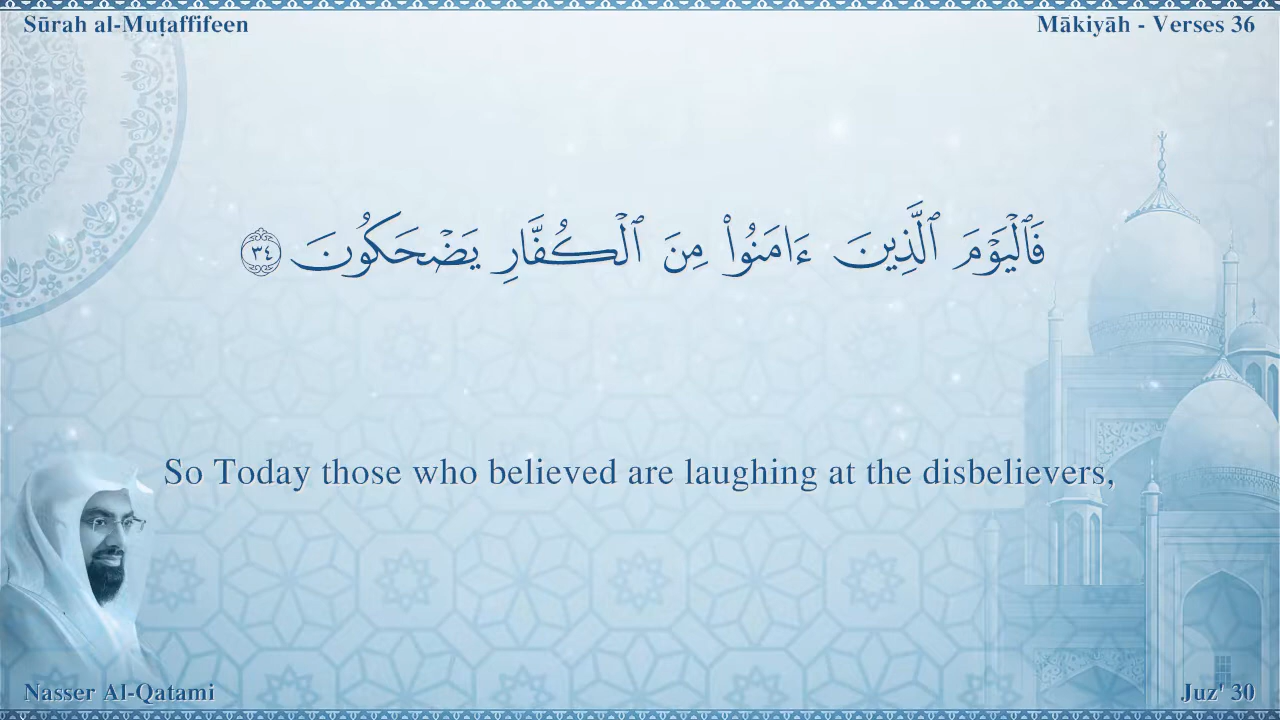 Sūrah al-Muṭaffifeen
Mākiyāh - Verses 36
فَٱلۡيَوۡمَ ٱلَّذِينَ ءَامَنُواْ مِنَ ٱلۡكُفَّارِ يَضۡحَكُونَ ٣٤
So Today those who believed are laughing at the disbelievers,
Nasser Al-Qatami
Juz' 30